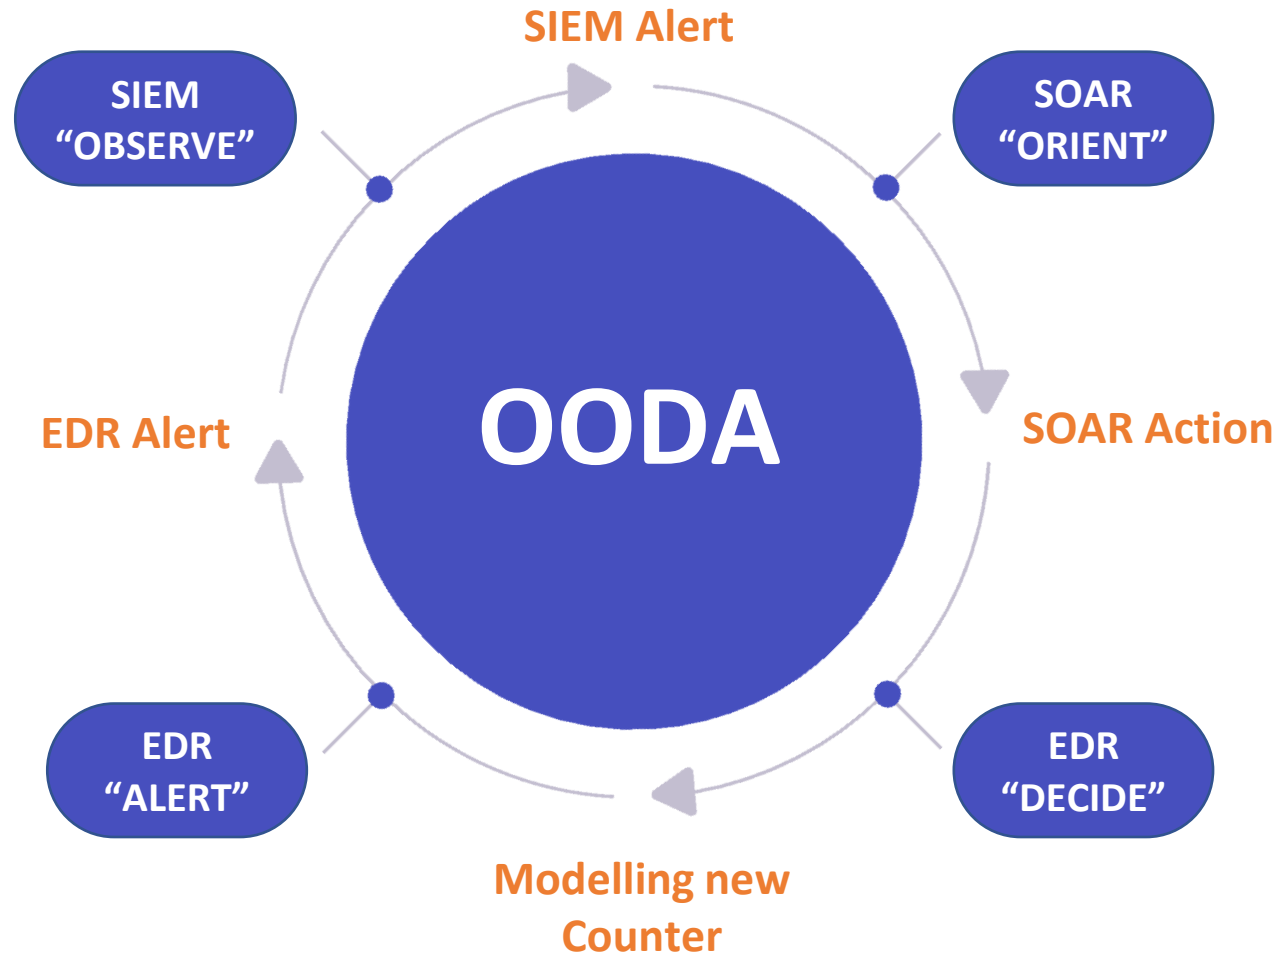 SIEM Alert
SIEM
“OBSERVE”
SOAR
“ORIENT”
OODA
EDR Alert
SOAR Action
EDR
“ALERT”
EDR
“DECIDE”
Modelling new
Counter